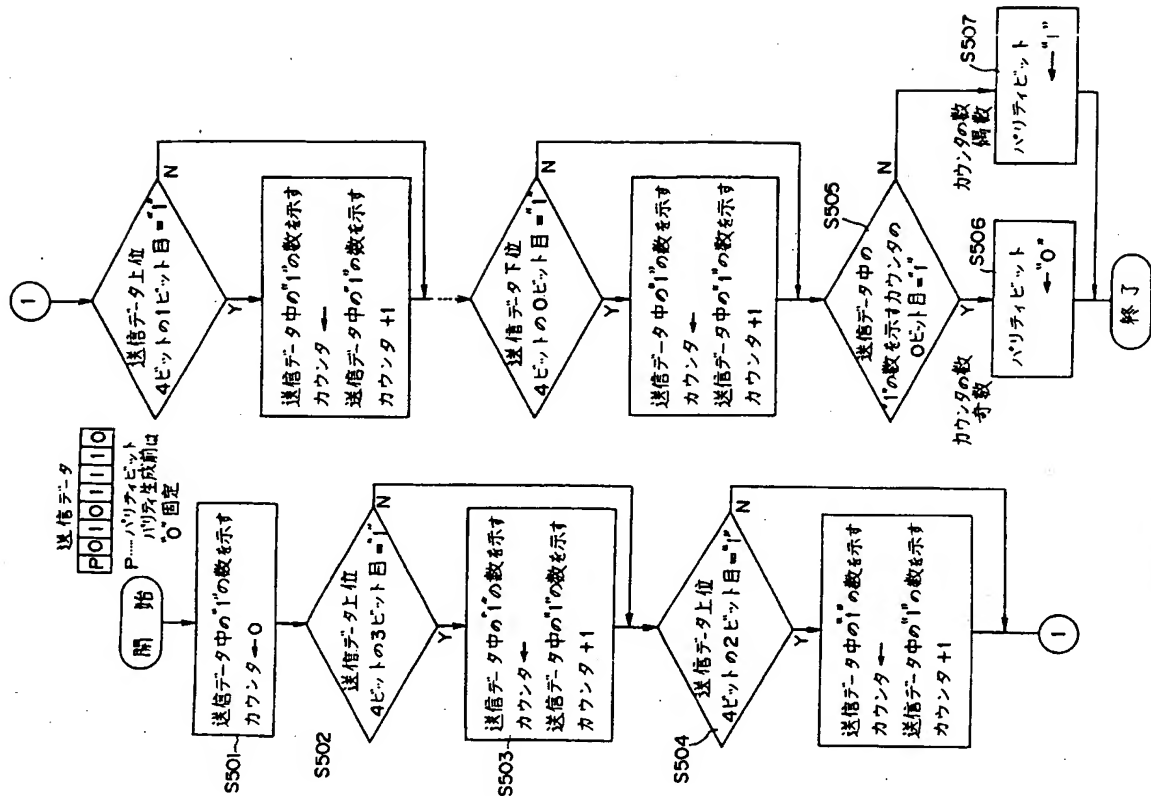 送信データ
P 0 1 0 1 1 1 0
P……パリティビット
パリティ生成前は
"0"固定
開始
S501
送信データ中の"1"の数を示す
カウンタ←0
S502
送信データ上位
4ビットの3ビット目="1"
N
Y
S503
送信データ中の"1"の数を示す
カウンタ←
送信データ中の"1"の数を示す
カウンタ+1
S504
送信データ上位
4ビットの2ビット目="1"
N
Y
送信データ中の"1"の数を示す
カウンタ←
送信データ中の"1"の数を示す
カウンタ+1
1
1
送信データ上位
4ビットの1ビット目="1"
N
Y
送信データ中の"1"の数を示す
カウンタ←
送信データ中の"1"の数を示す
カウンタ+1
送信データ下位
4ビットの0ビット目="1"
N
Y
送信データ中の"1"の数を示す
カウンタ←
送信データ中の"1"の数を示す
カウンタ+1
S505
送信データ中の
"1"の数を示すカウンタの
0ビット目="1"
N
Y
カウンタの数
奇数
カウンタの数
偶数
S506
パリティビット
←"0"
S507
パリティビット
←"1"
終了